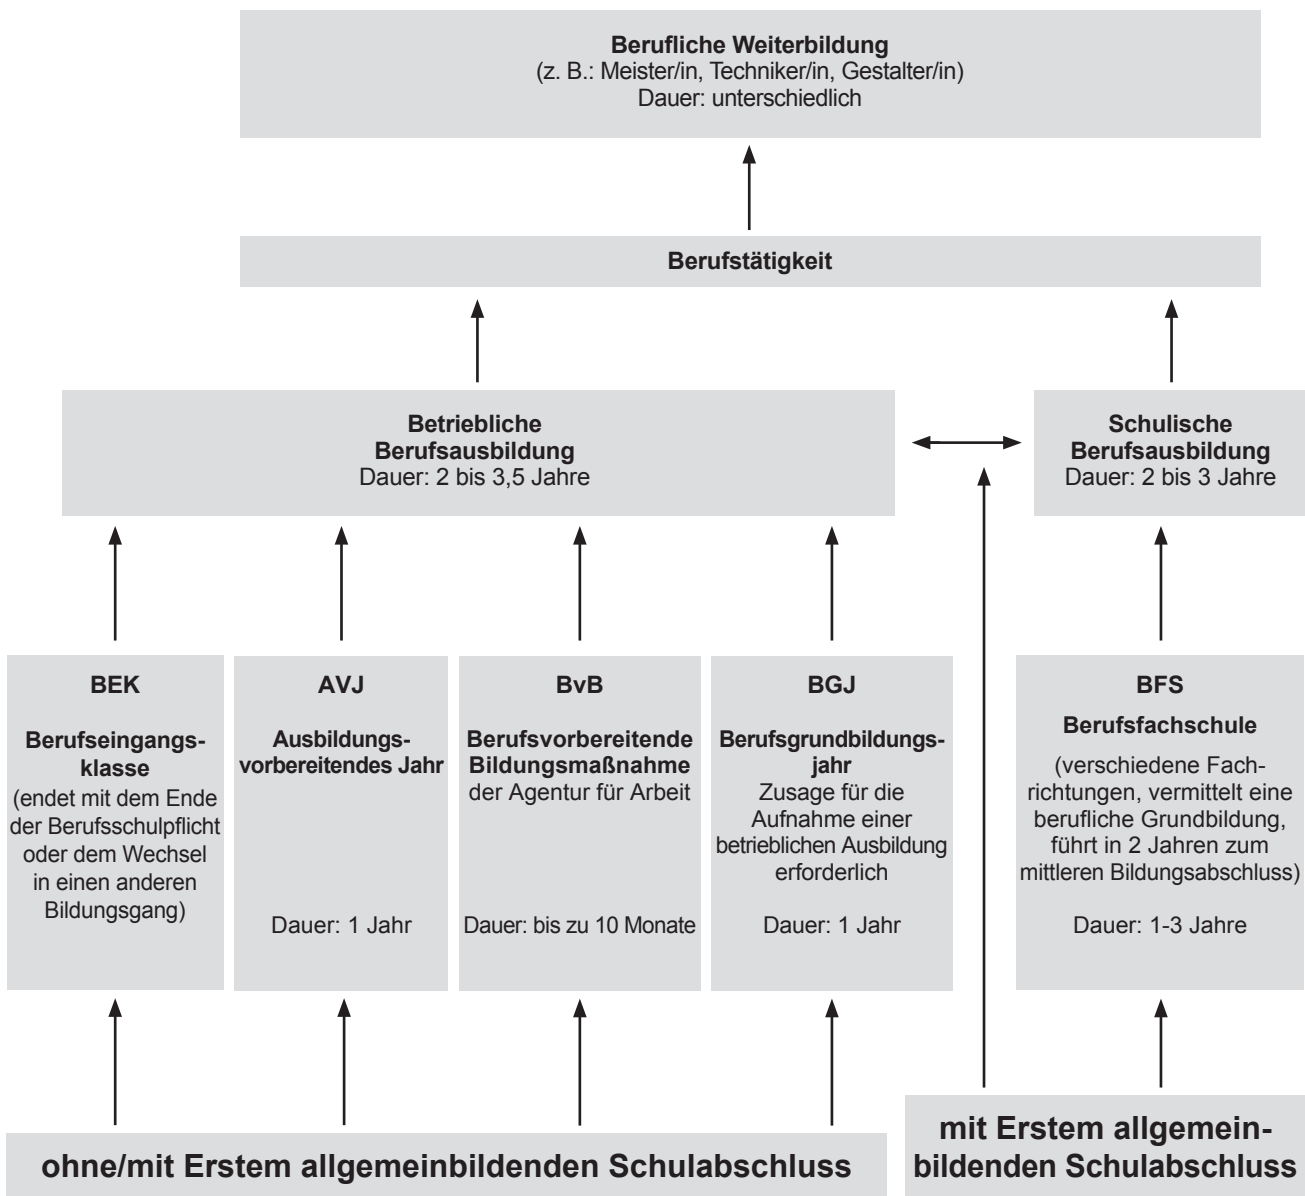 Berufliche Weiterbildung
(z. B.: Meister/in, Techniker/in, Gestalter/in)
Dauer: unterschiedlich
Berufstätigkeit
Betriebliche
Berufsausbildung
Dauer: 2 bis 3,5 Jahre
Schulische
Berufsausbildung
Dauer: 2 bis 3 Jahre
BEK
Berufseingangs-
klasse
(endet mit dem Ende
der Berufsschulpflicht
oder dem Wechsel
in einen anderen
Bildungsgang)
AVJ
Ausbildungs-
vorbereitendes Jahr
Dauer: 1 Jahr
BvB
Berufsvorbereitende
Bildungsmaßnahme
der Agentur für Arbeit
Dauer: bis zu 10 Monate
BGJ
Berufsgrundbildungs-
jahr
Zusage für die
Aufnahme einer
betrieblichen Ausbildung
erforderlich
Dauer: 1 Jahr
BFS
Berufsfachschule
(verschiedene Fach-
richtungen, vermittelt eine
berufliche Grundbildung,
führt in 2 Jahren zum
mittleren Bildungsabschluss)
Dauer: 1-3 Jahre
ohne/mit Erstem allgemeinbildenden Schulabschluss
mit Erstem allgemein-
bildenden Schulabschluss